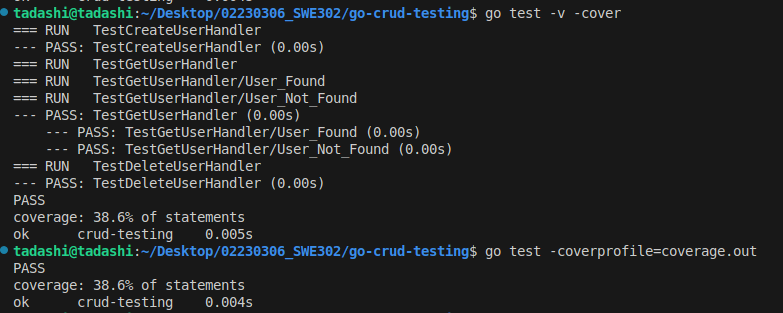 tadashi@tadashi:~/Desktop/02230306_SWE302/go-crud-testing$ go test -v -cover
=== RUN   TestCreateUserHandler
--- PASS: TestCreateUserHandler (0.00s)
=== RUN   TestGetUserHandler
=== RUN   TestGetUserHandler/User_Found
=== RUN   TestGetUserHandler/User_Not_Found
--- PASS: TestGetUserHandler (0.00s)
    --- PASS: TestGetUserHandler/User_Found (0.00s)
    --- PASS: TestGetUserHandler/User_Not_Found (0.00s)
=== RUN   TestDeleteUserHandler
--- PASS: TestDeleteUserHandler (0.00s)
PASS
coverage: 38.6% of statements
ok      crud-testing    0.005s
tadashi@tadashi:~/Desktop/02230306_SWE302/go-crud-testing$ go test -coverprofile=coverage.out
PASS
coverage: 38.6% of statements
ok      crud-testing    0.004s